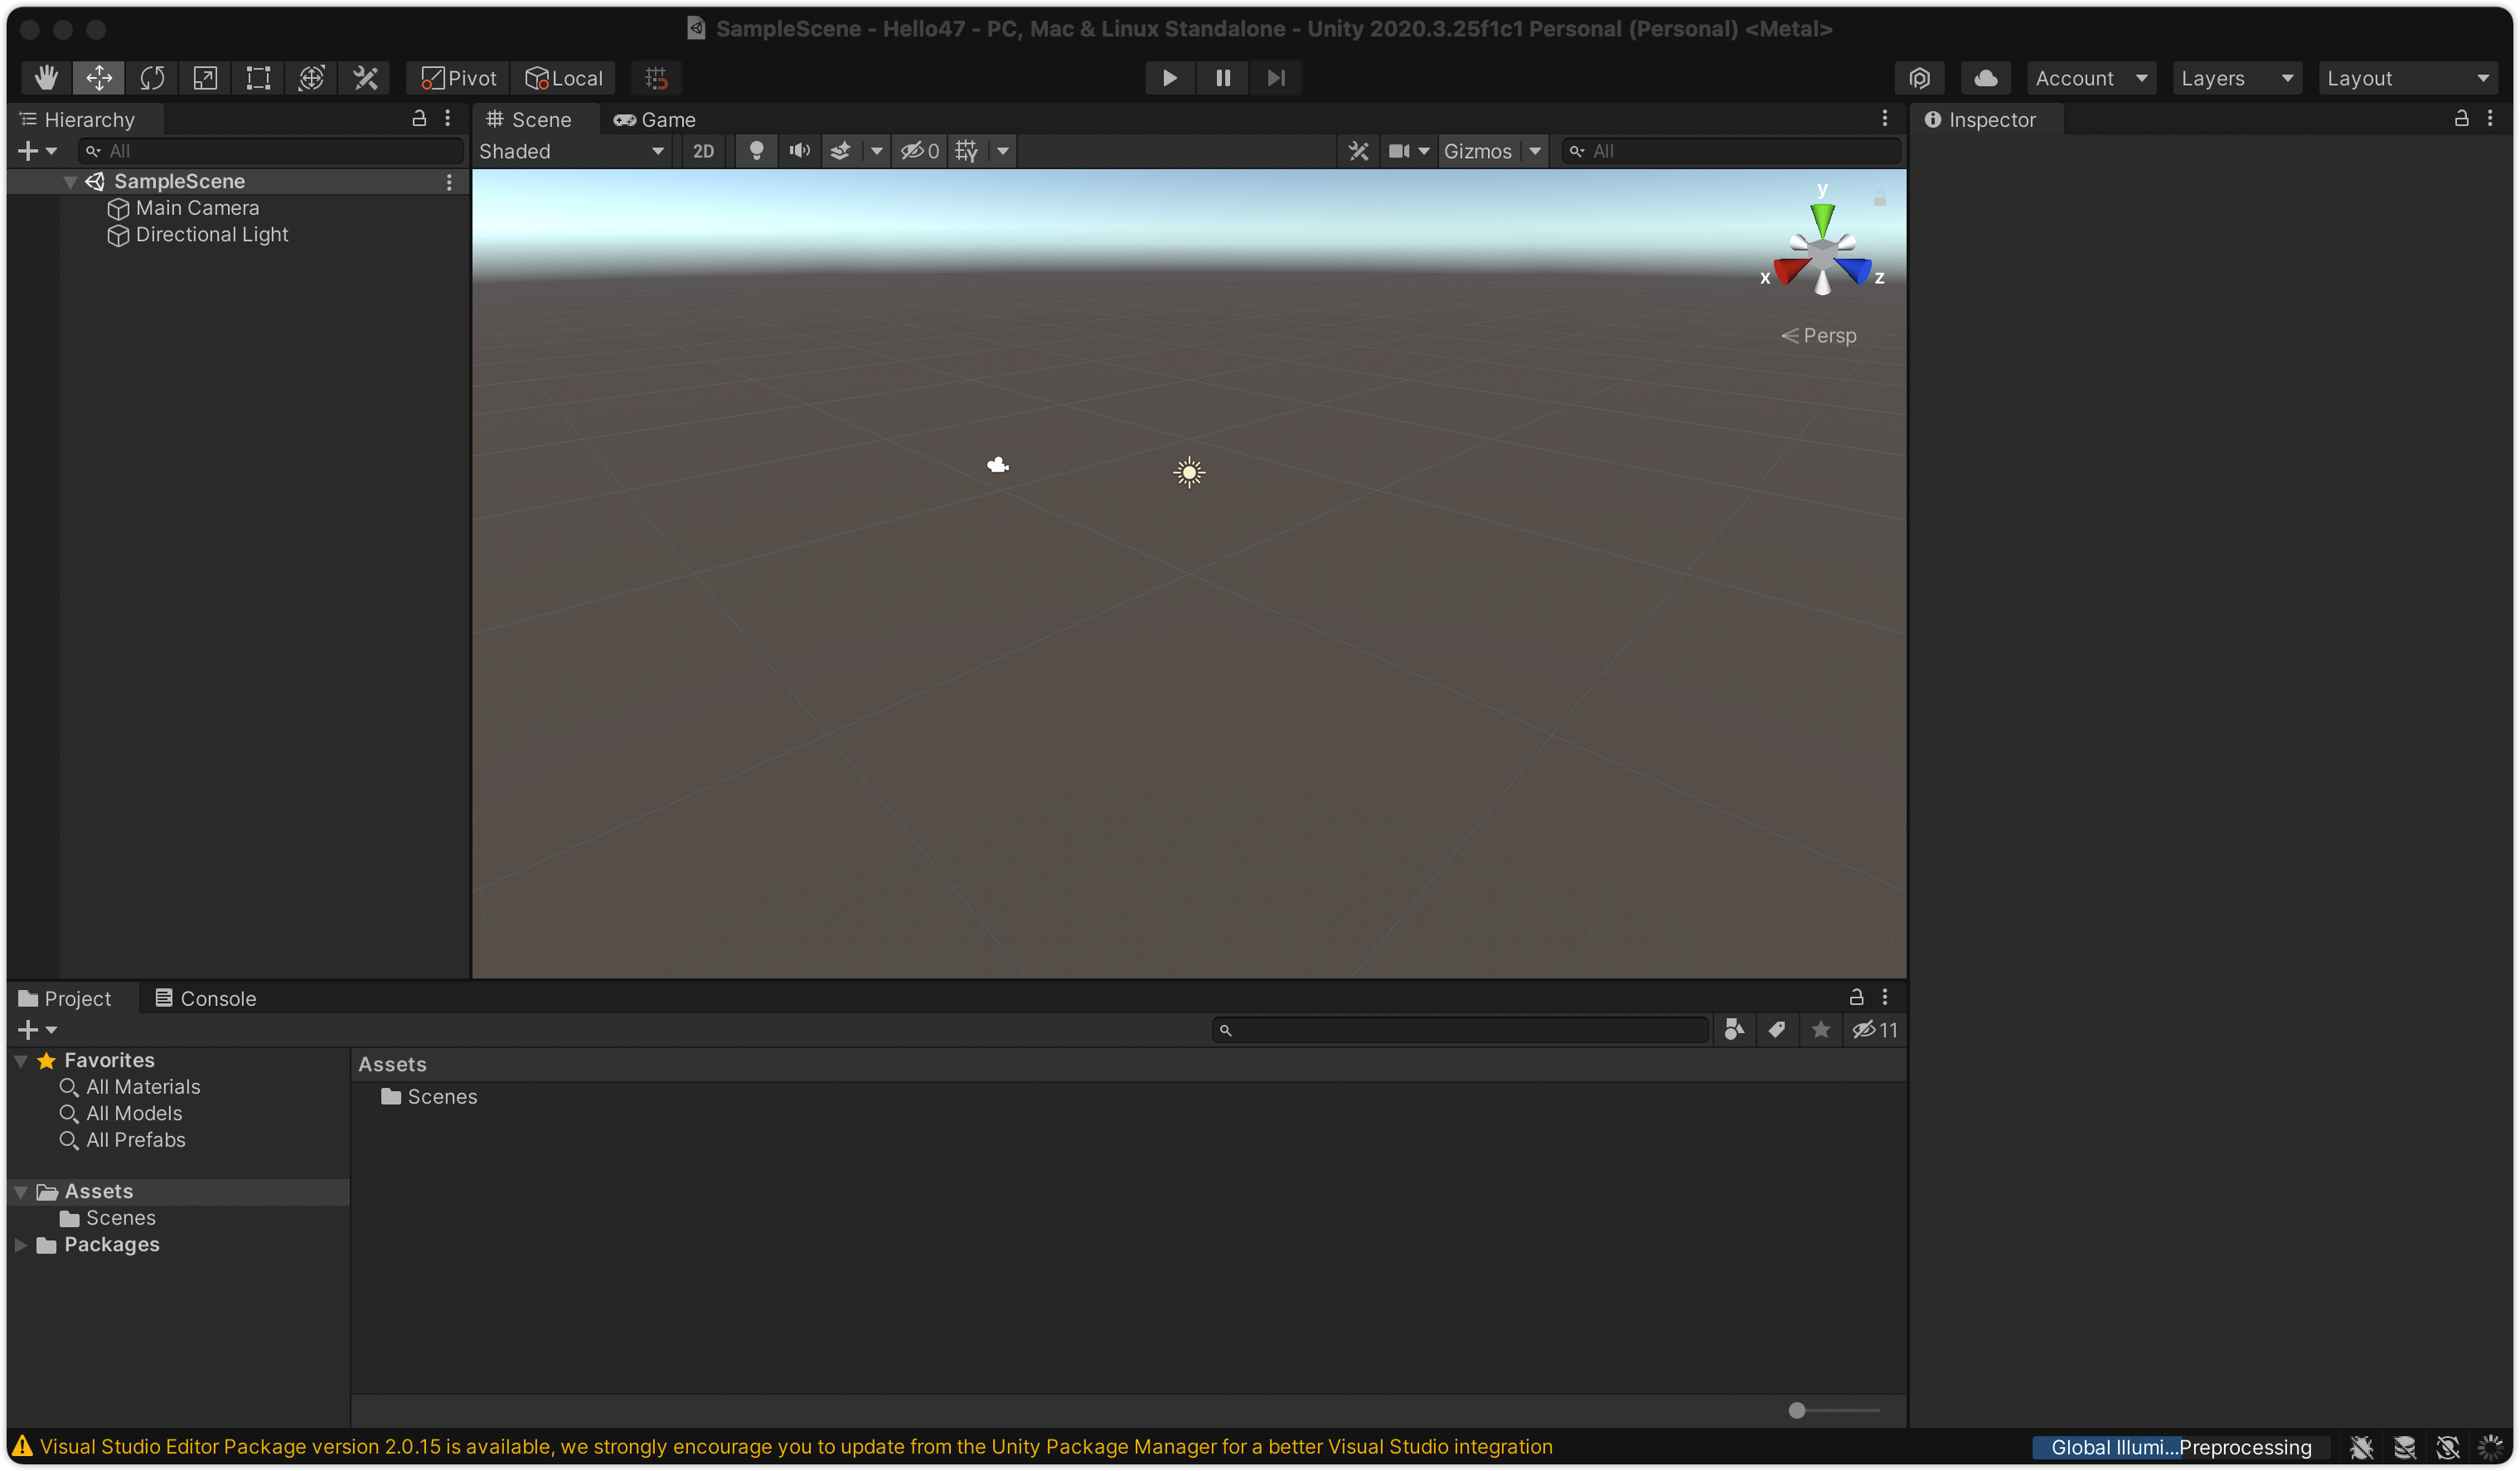 SampleScene - Hello47 - PC, Mac & Linux Standalone - Unity 2020.3.25f1c1 Personal (Personal) <Metal>
Pivot Local Account Layers Layout
Hierarchy
All
SampleScene
Main Camera
Directional Light
Scene Game
Shaded 2D 0 Gizmos All
y
x z
Persp
Inspector
Project Console
11
Favorites
All Materials
All Models
All Prefabs
Assets
Scenes
Packages
Assets
Scenes
Visual Studio Editor Package version 2.0.15 is available, we strongly encourage you to update from the Unity Package Manager for a better Visual Studio integration
Global Illumi...Preprocessing